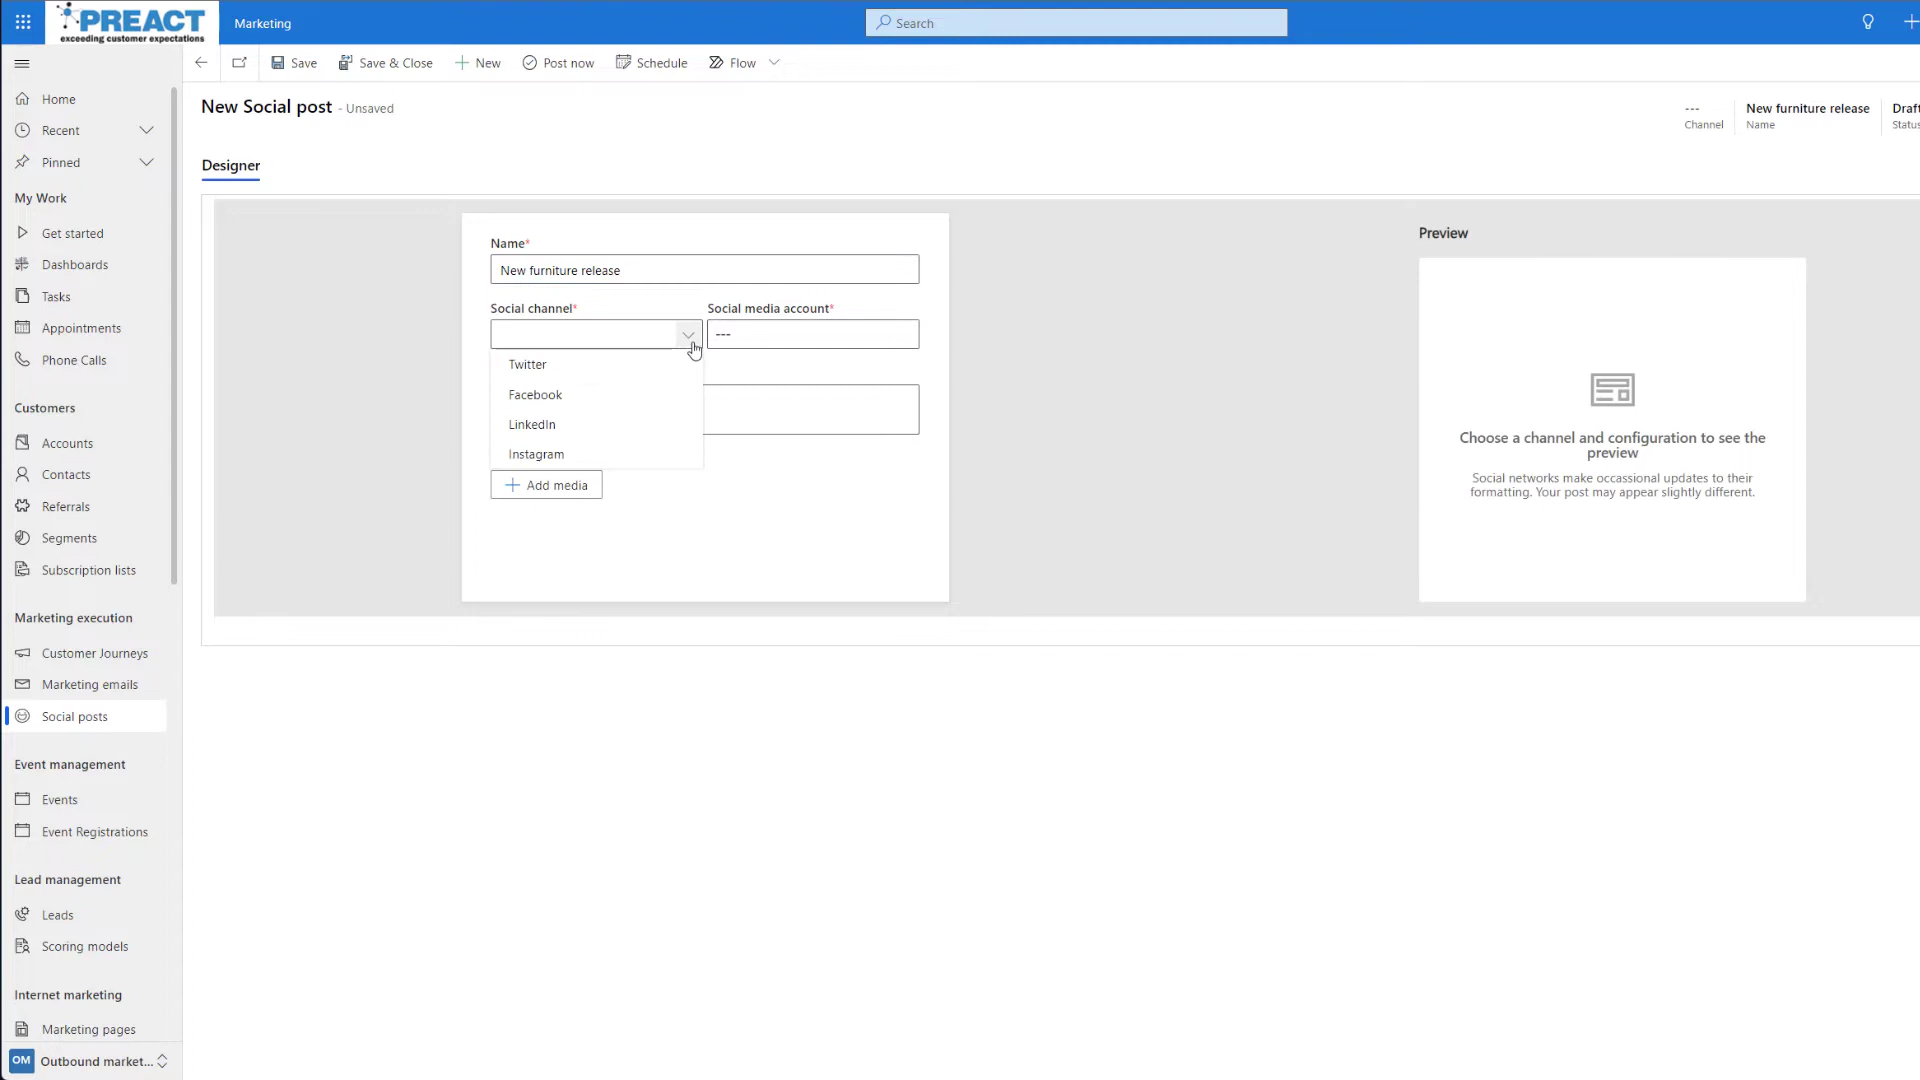 PREACT
exceeding customer expectations
Marketing
Search
Save
Save & Close
New
Post now
Schedule
Flow
New Social post - Unsaved
---
Channel
New furniture release
Name
Draft
Status
Designer
Home
Recent
Pinned
My Work
Get started
Dashboards
Tasks
Appointments
Phone Calls
Customers
Accounts
Contacts
Referrals
Segments
Subscription lists
Marketing execution
Customer Journeys
Marketing emails
Social posts
Event management
Events
Event Registrations
Lead management
Leads
Scoring models
Internet marketing
Marketing pages
OM Outbound market...
Name*
New furniture release
Social channel*
Social media account*
---
Twitter
Facebook
LinkedIn
Instagram
Add media
Preview
Choose a channel and configuration to see the
preview
Social networks make occassional updates to their
formatting. Your post may appear slightly different.